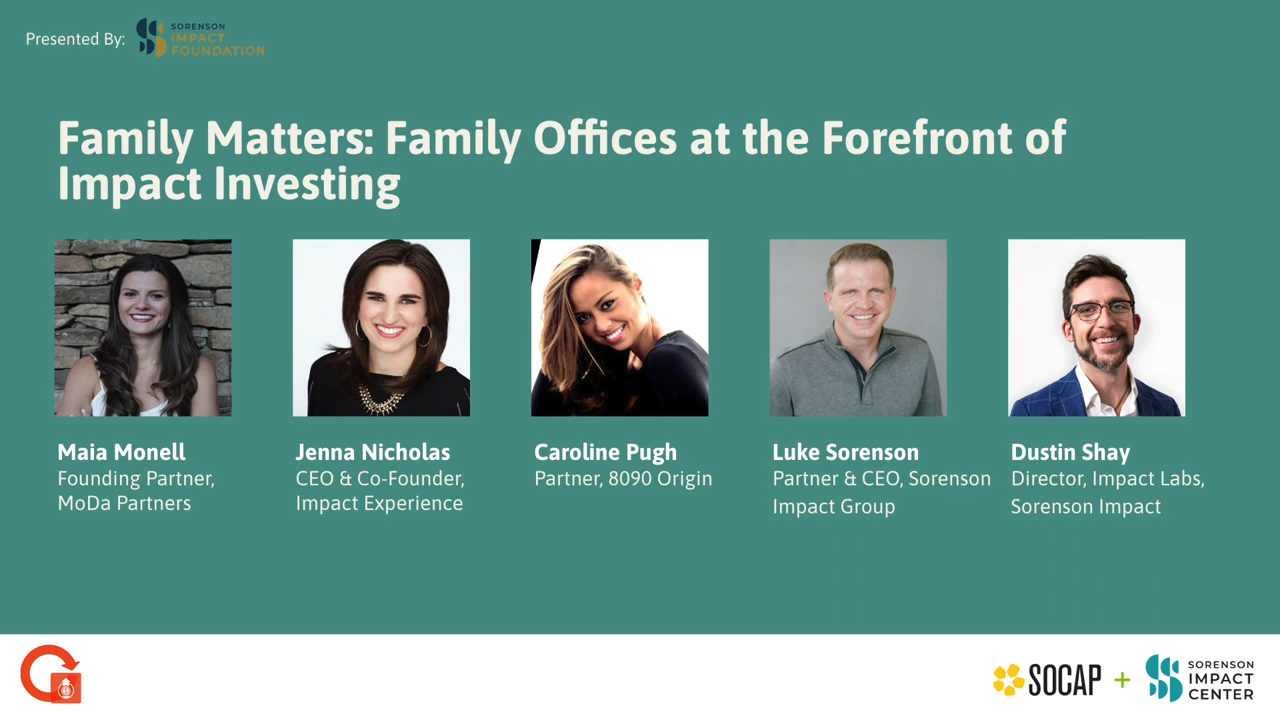 Presented By:
SORENSON
IMPACT
FOUNDATION
Family Matters: Family Offices at the Forefront of
Impact Investing
Maia Monell
Founding Partner,
MoDa Partners
Jenna Nicholas
CEO & Co-Founder,
Impact Experience
Caroline Pugh
Partner, 8090 Origin
Luke Sorenson
Partner & CEO, Sorenson
Impact Group
Dustin Shay
Director, Impact Labs,
Sorenson Impact
SOCAP
+
SORENSON
IMPACT
CENTER